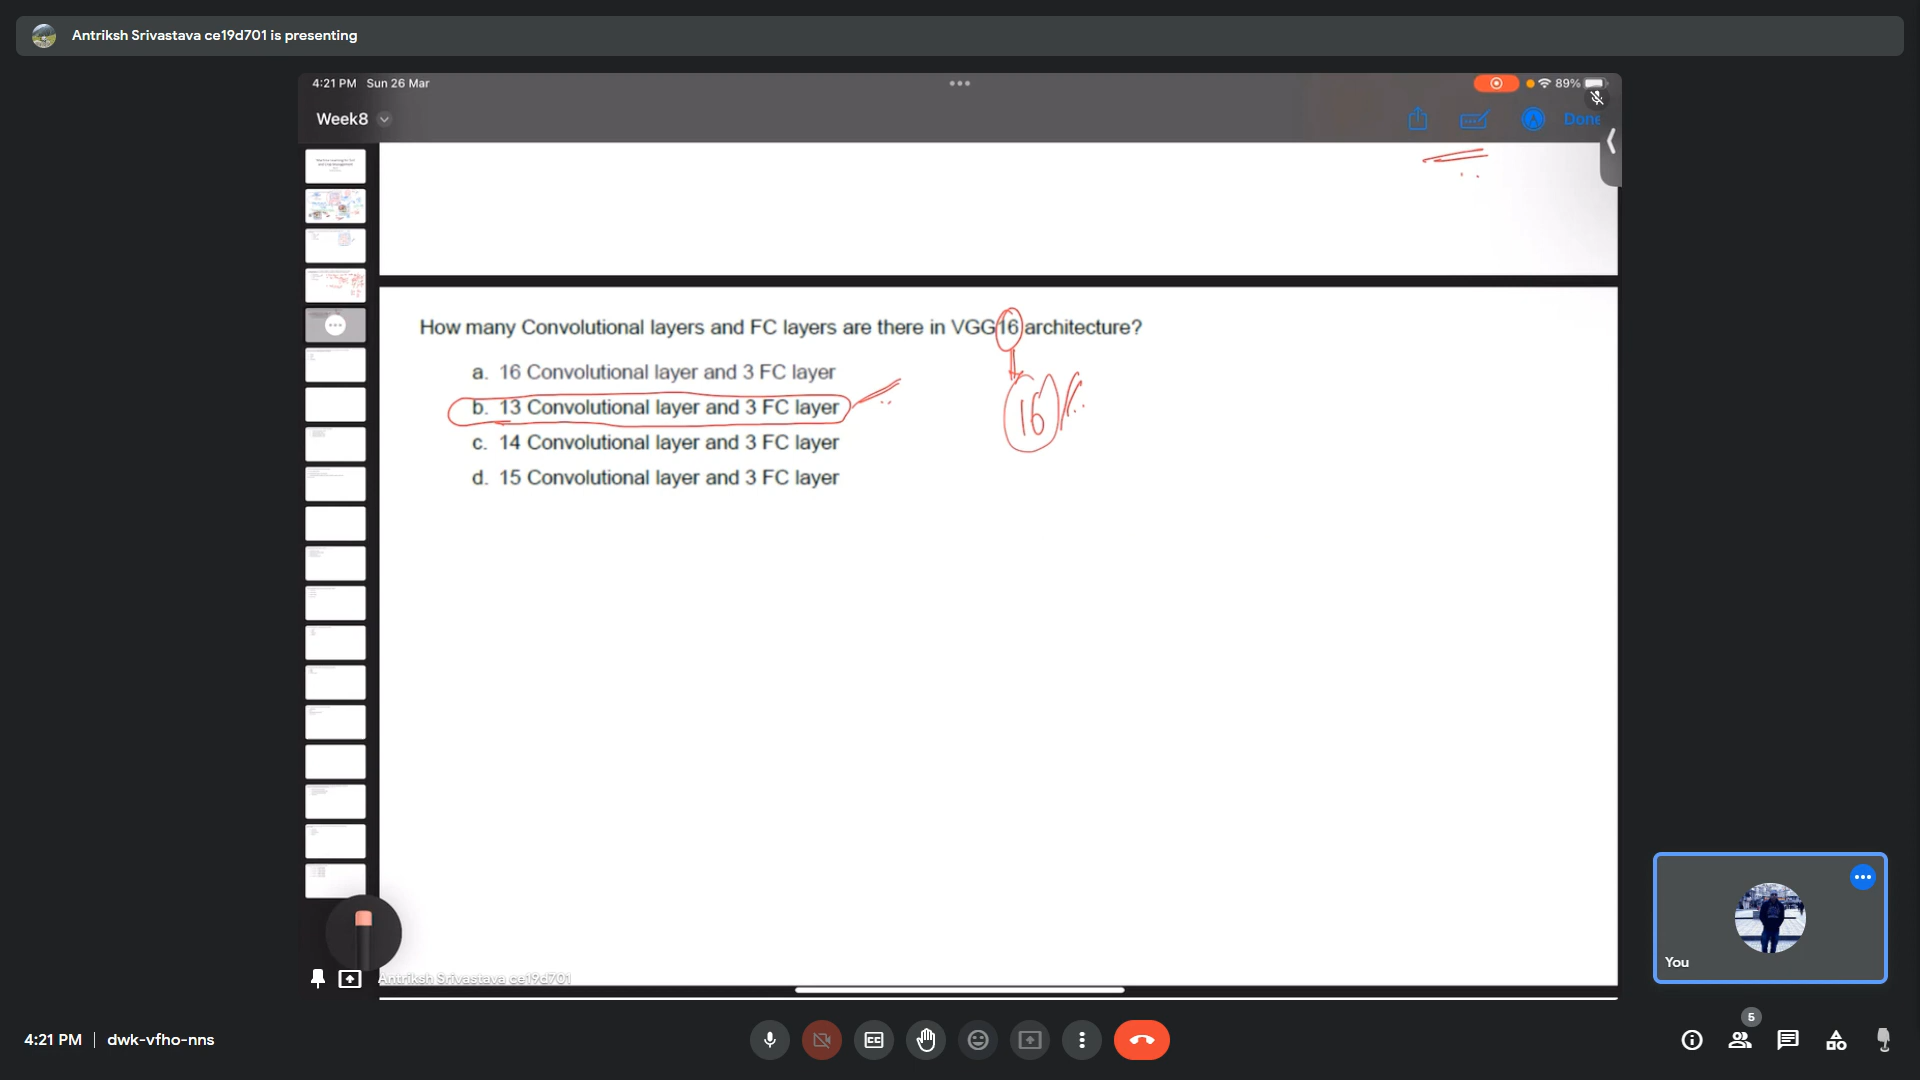 Antriksh Srivastava ce19d701 is presenting
4:21 PM Sun 26 Mar
89%
Week8
Done
How many Convolutional layers and FC layers are there in VGG16 architecture?
a. 16 Convolutional layer and 3 FC layer
b. 13 Convolutional layer and 3 FC layer
c. 14 Convolutional layer and 3 FC layer
d. 15 Convolutional layer and 3 FC layer
16
Antriksh Srivastava ce19d701
You
4:21 PM | dwk-vfho-nns
CC
5